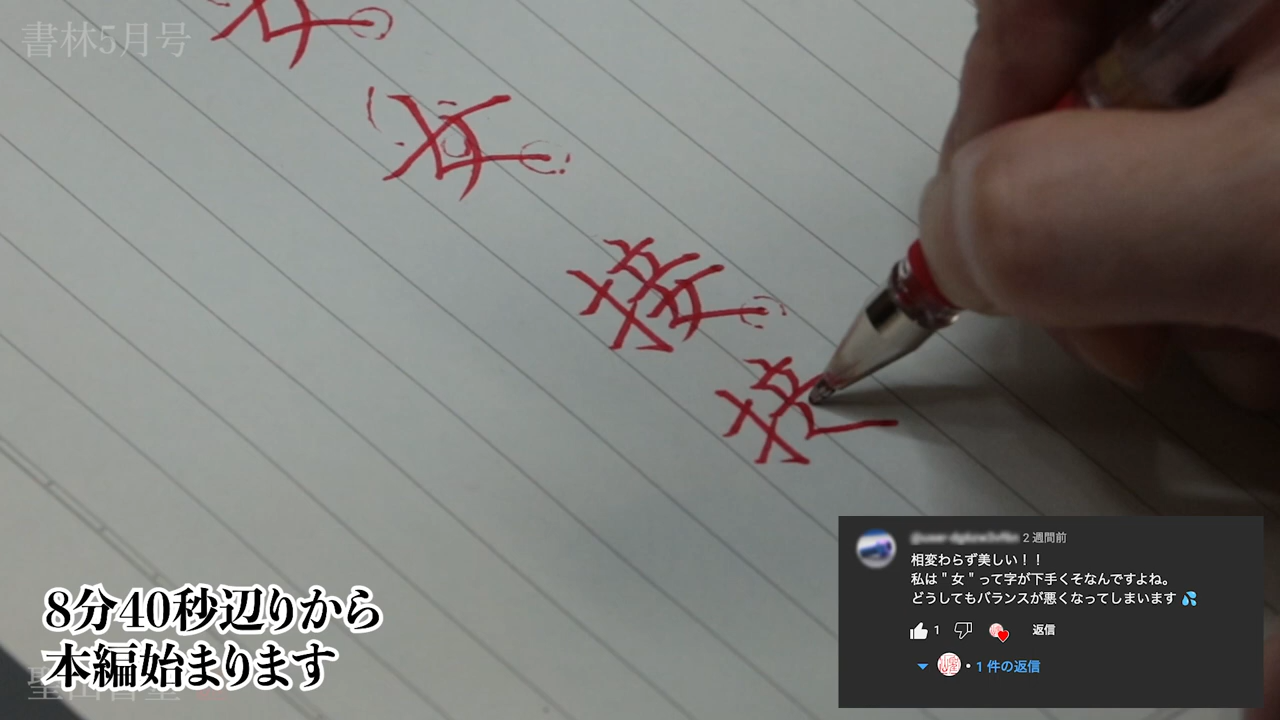 書林5月号
女
女
接
接
8分40秒辺りから
本編始まります
2 週間前
相変わらず美しい！！
私は " 女 " って字が下手くそなんですよね。
どうしてもバランスが悪くなってしまいます💦
1 返信
• 1 件の返信